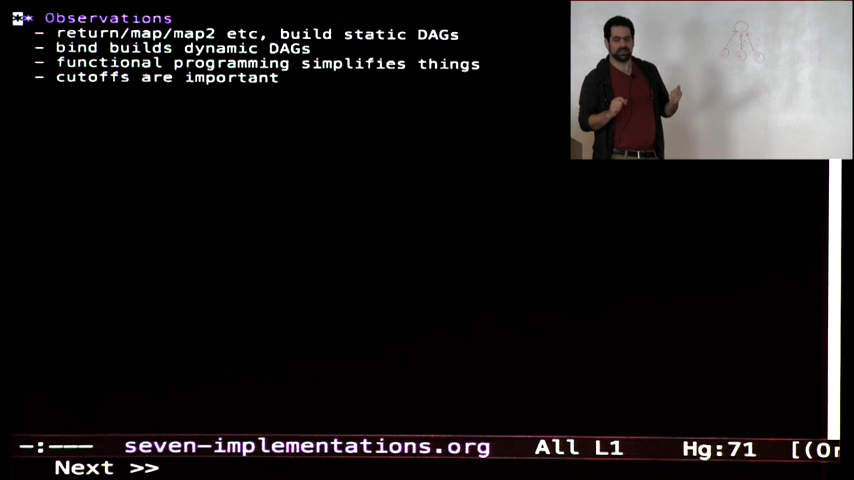 ** Observations
- return/map/map2 etc, build static DAGs
- bind builds dynamic DAGs
- functional programming simplifies things
- cutoffs are important
-:--- seven-implementations.org All L1 Hg:71 [(Or
Next >>